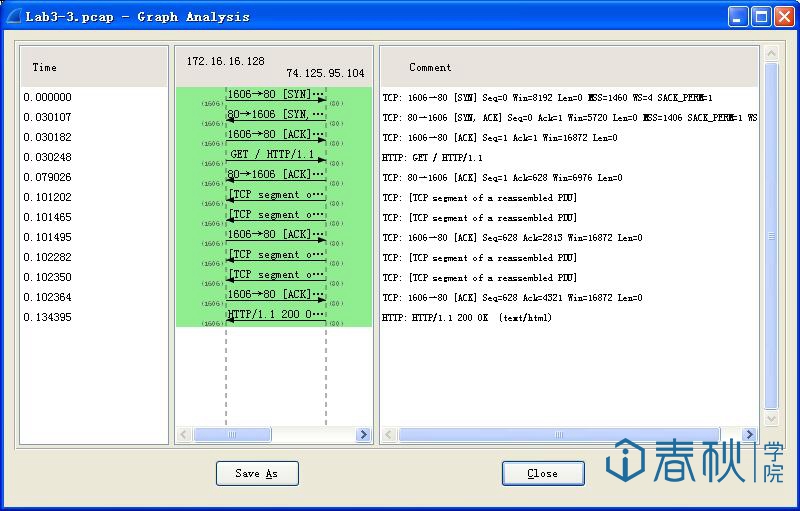 Lab3-3.pcap - Graph Analysis
Time
172.16.16.128
74.125.95.104
Comment
0.000000
1606→80 [SYN]···
(1606)
(80)
TCP: 1606→80 [SYN] Seq=0 Win=8192 Len=0 MSS=1460 WS=4 SACK_PERM=1
0.030107
80→1606 [SYN,···
(1606)
(80)
TCP: 80→1606 [SYN, ACK] Seq=0 Ack=1 Win=5720 Len=0 MSS=1406 SACK_PERM=1 WS
0.030182
1606→80 [ACK]···
(1606)
(80)
TCP: 1606→80 [ACK] Seq=1 Ack=1 Win=16872 Len=0
0.030248
GET / HTTP/1.1
(1606)
(80)
HTTP: GET / HTTP/1.1
0.079026
80→1606 [ACK]···
(1606)
(80)
TCP: 80→1606 [ACK] Seq=1 Ack=628 Win=6976 Len=0
0.101202
[TCP segment o···
(1606)
(80)
TCP: [TCP segment of a reassembled PDU]
0.101465
[TCP segment o···
(1606)
(80)
TCP: [TCP segment of a reassembled PDU]
0.101495
1606→80 [ACK]···
(1606)
(80)
TCP: 1606→80 [ACK] Seq=628 Ack=2813 Win=16872 Len=0
0.102282
[TCP segment o···
(1606)
(80)
TCP: [TCP segment of a reassembled PDU]
0.102350
[TCP segment o···
(1606)
(80)
TCP: [TCP segment of a reassembled PDU]
0.102364
1606→80 [ACK]···
(1606)
(80)
TCP: 1606→80 [ACK] Seq=628 Ack=4321 Win=16872 Len=0
0.134395
HTTP/1.1 200 O···
(1606)
(80)
HTTP: HTTP/1.1 200 OK (text/html)
Save As
Close
春秋学院